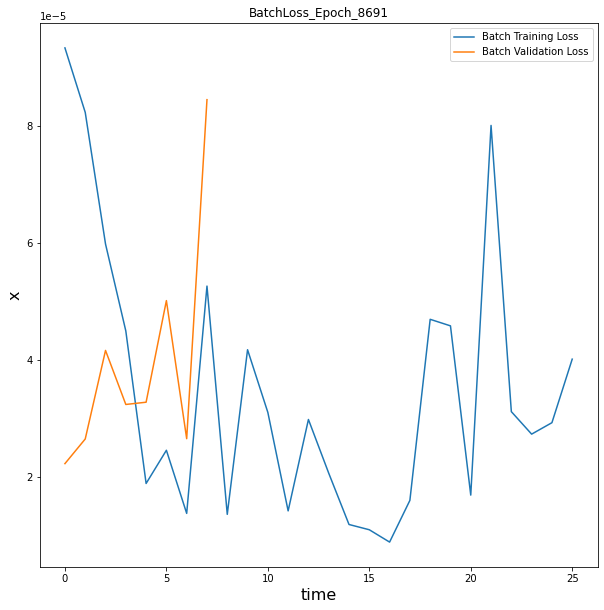 BatchLoss_Epoch_8691
1e−5
Batch Training Loss
Batch Validation Loss
8
6
4
2
x
0 5 10 15 20 25
time